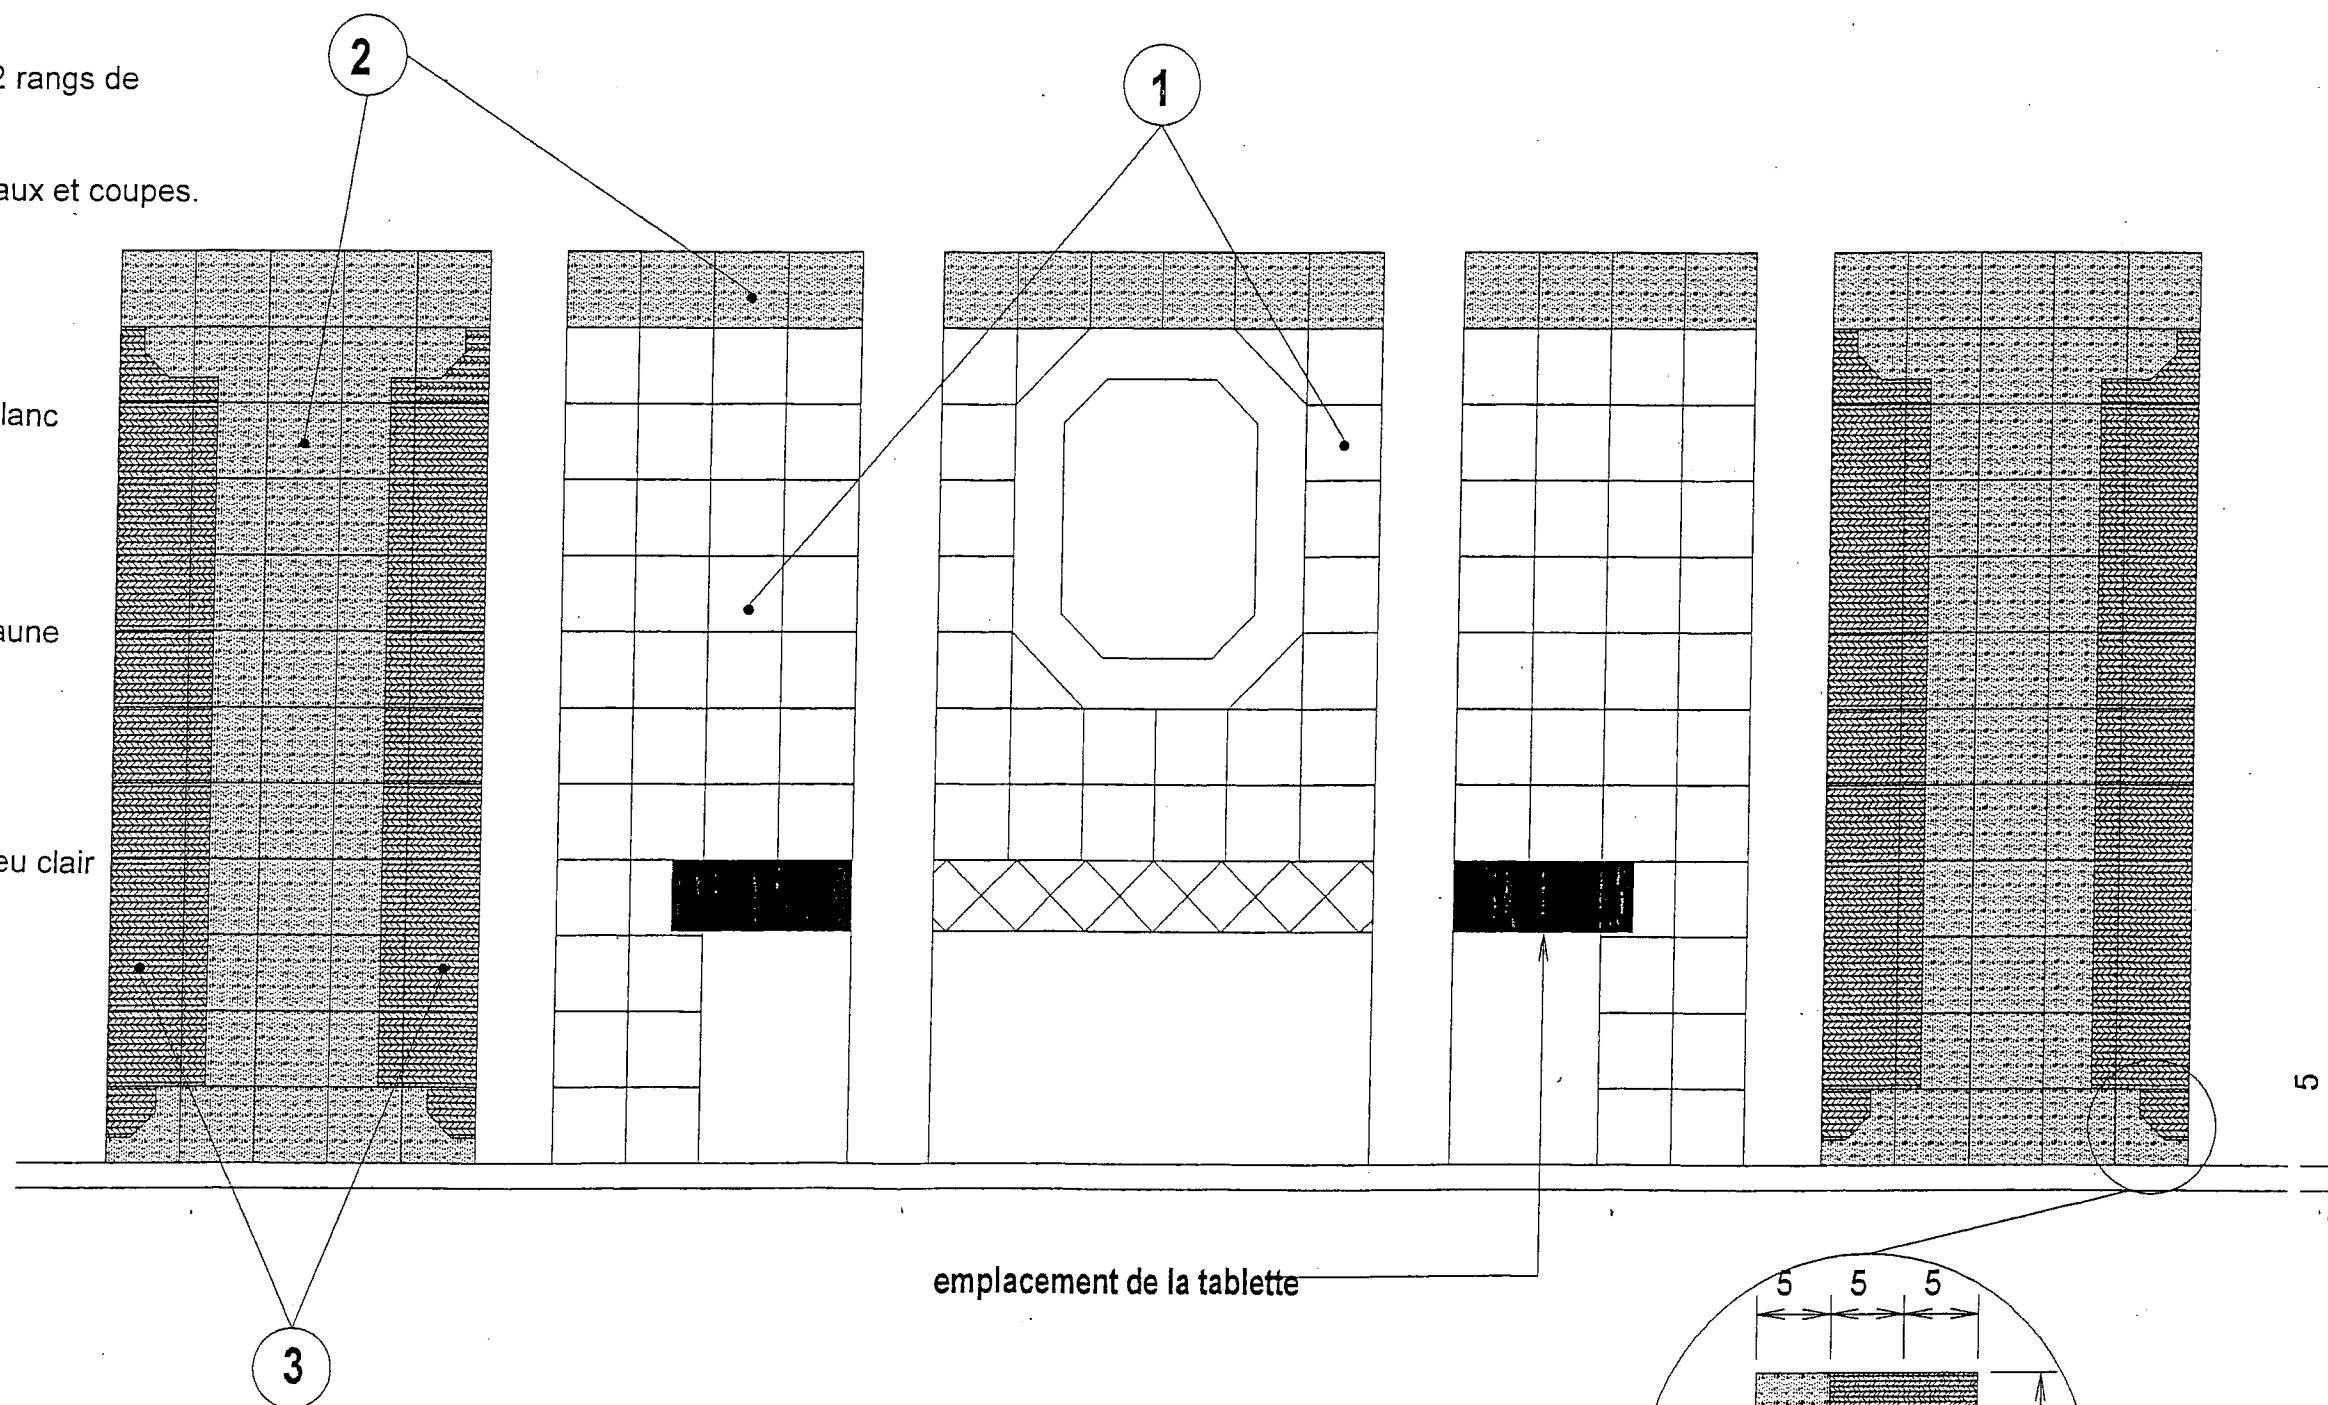 2
1
2 rangs de
aux et coupes.
lanc
aune
eu clair
5
emplacement de la tablette
5 5 5
3